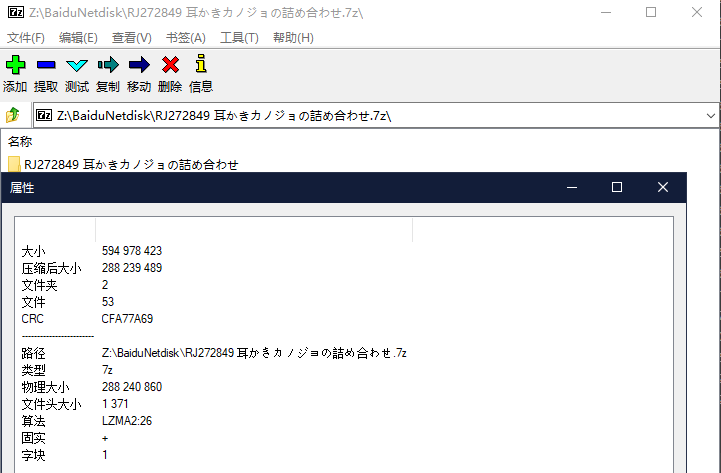 Z:\BaiduNetdisk\RJ272849 耳かきカノジョの詰め合わせ.7z\
文件(F) 编辑(E) 查看(V) 书签(A) 工具(T) 帮助(H)
添加 提取 测试 复制 移动 删除 信息
Z:\BaiduNetdisk\RJ272849 耳かきカノジョの詰め合わせ.7z\
名称
RJ272849 耳かきカノジョの詰め合わせ
属性
大小 594 978 423
压缩后大小 288 239 489
文件夹 2
文件 53
CRC CFA77A69
------------------------
路径 Z:\BaiduNetdisk\RJ272849 耳かきカノジョの詰め合わせ.7z
类型 7z
物理大小 288 240 860
文件头大小 1 371
算法 LZMA2:26
固实 +
字块 1